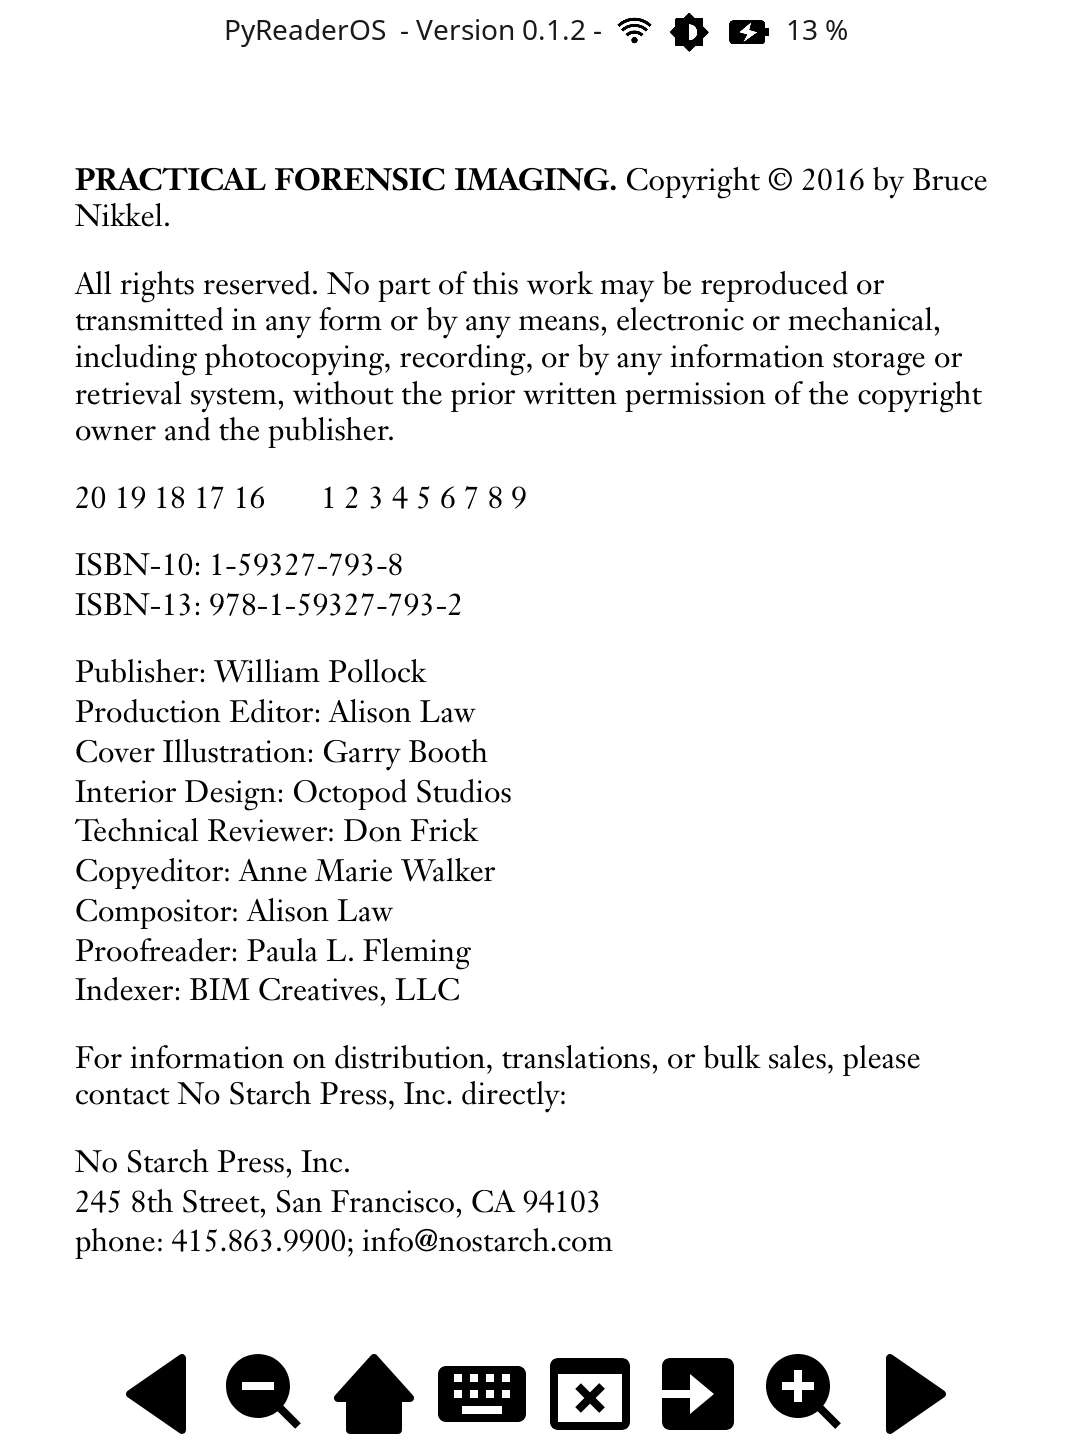 PyReaderOS - Version 0.1.2 - 13 %
PRACTICAL FORENSIC IMAGING. Copyright © 2016 by Bruce
Nikkel.
All rights reserved. No part of this work may be reproduced or
transmitted in any form or by any means, electronic or mechanical,
including photocopying, recording, or by any information storage or
retrieval system, without the prior written permission of the copyright
owner and the publisher.
20 19 18 17 16 1 2 3 4 5 6 7 8 9
ISBN-10: 1-59327-793-8
ISBN-13: 978-1-59327-793-2
Publisher: William Pollock
Production Editor: Alison Law
Cover Illustration: Garry Booth
Interior Design: Octopod Studios
Technical Reviewer: Don Frick
Copyeditor: Anne Marie Walker
Compositor: Alison Law
Proofreader: Paula L. Fleming
Indexer: BIM Creatives, LLC
For information on distribution, translations, or bulk sales, please
contact No Starch Press, Inc. directly:
No Starch Press, Inc.
245 8th Street, San Francisco, CA 94103
phone: 415.863.9900; info@nostarch.com